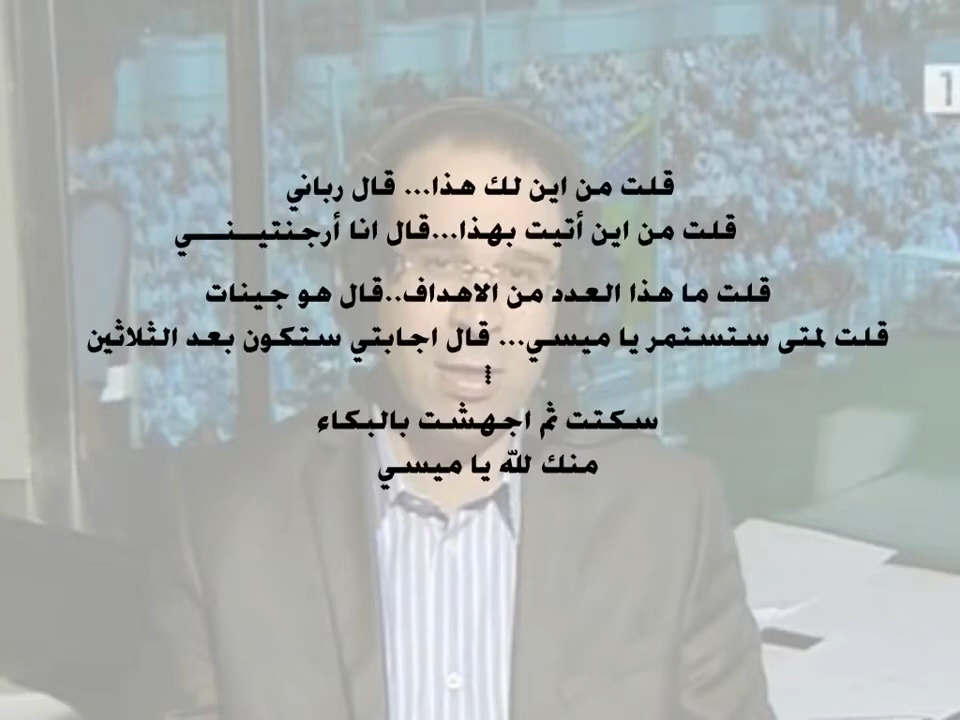 1
قلت من اين لك هذا... قال رباني
قلت من اين أتيت بهذا...قال انا أرجنتيـــنــــي
قلت ما هذا العدد من الاهداف..قال هو جينات
قلت لمتى ستستمر يا ميسي... قال اجابتي ستكون بعد الثلاثين
سكتت ثم اجهشت بالبكاء
منك لله يا ميسي